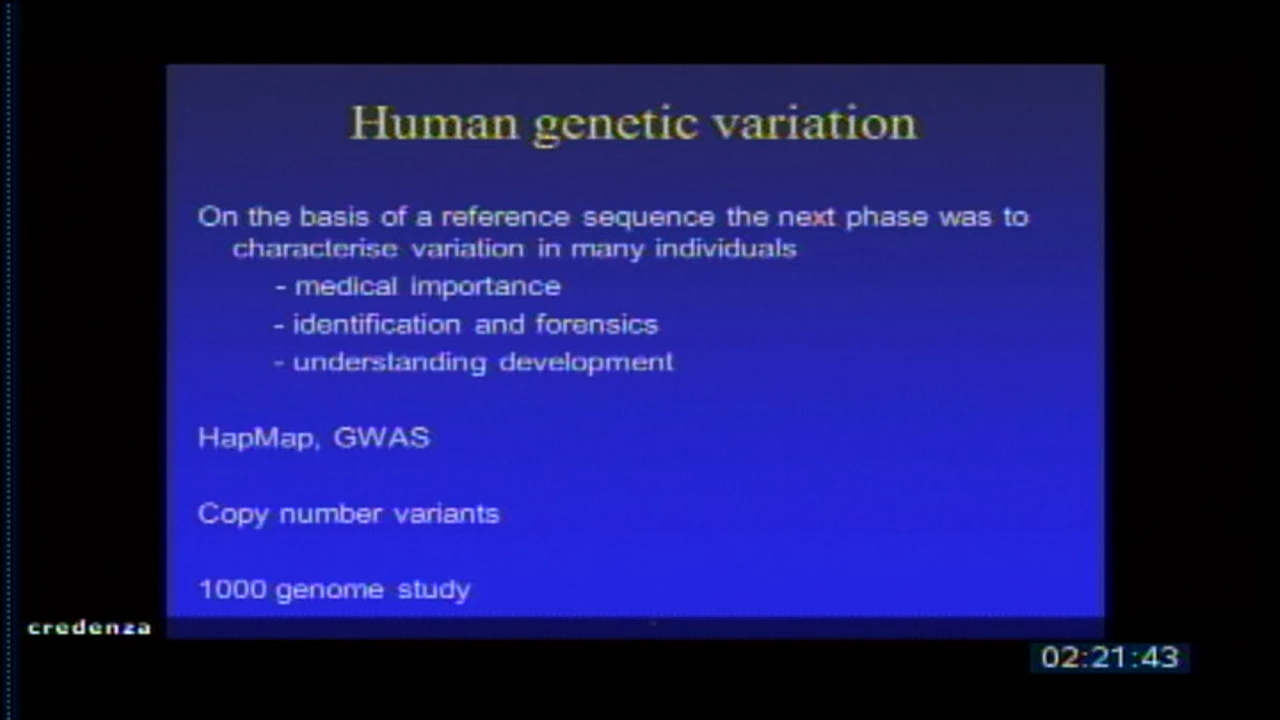 Human genetic variation
On the basis of a reference sequence the next phase was to
characterise variation in many individuals
- medical importance
- identification and forensics
- understanding development
HapMap, GWAS
Copy number variants
1000 genome study
credenza
02:21:43